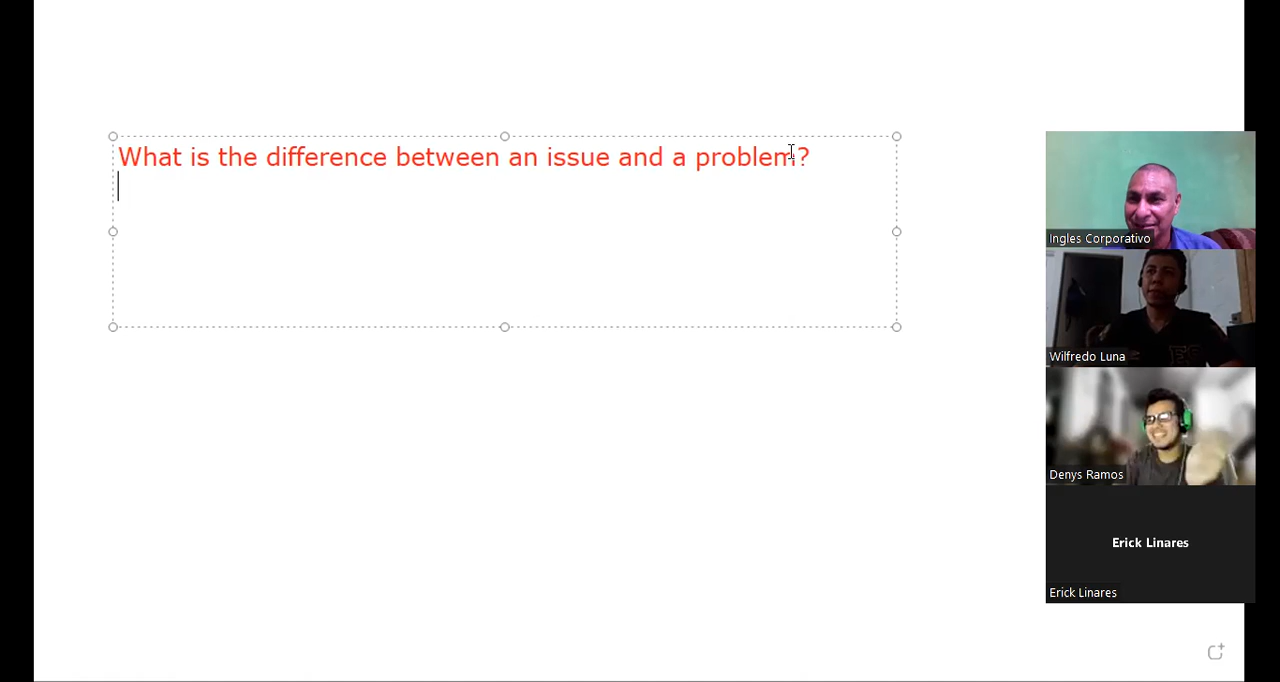 What is the difference between an issue and a problem?
Ingles Corporativo
Wilfredo Luna
Denys Ramos
Erick Linares
Erick Linares